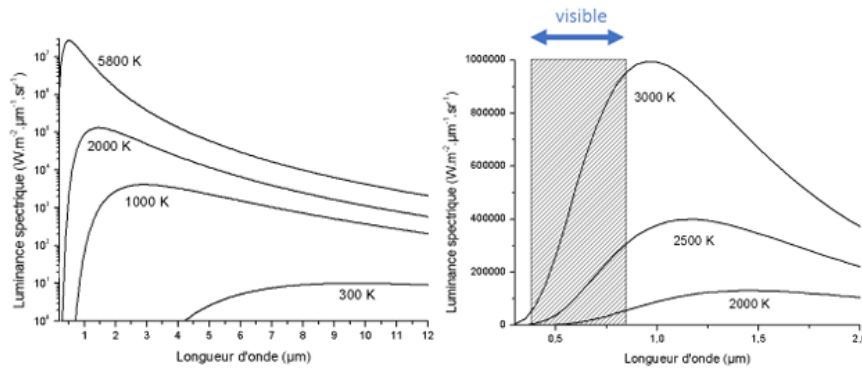 visible
10⁷
10⁶
10⁵
10⁴
10³
10²
10¹
10⁰
Luminance spectrique (W.m⁻².µm⁻¹.sr⁻¹)
5800 K
2000 K
1000 K
300 K
1 2 3 4 5 6 7 8 9 10 11 12
Longueur d'onde (µm)
1000000
800000
600000
400000
200000
0
Luminance spectrique (W.m⁻².µm⁻¹.sr⁻¹)
3000 K
2500 K
2000 K
0,5 1,0 1,5 2,0
Longueur d'onde (µm)